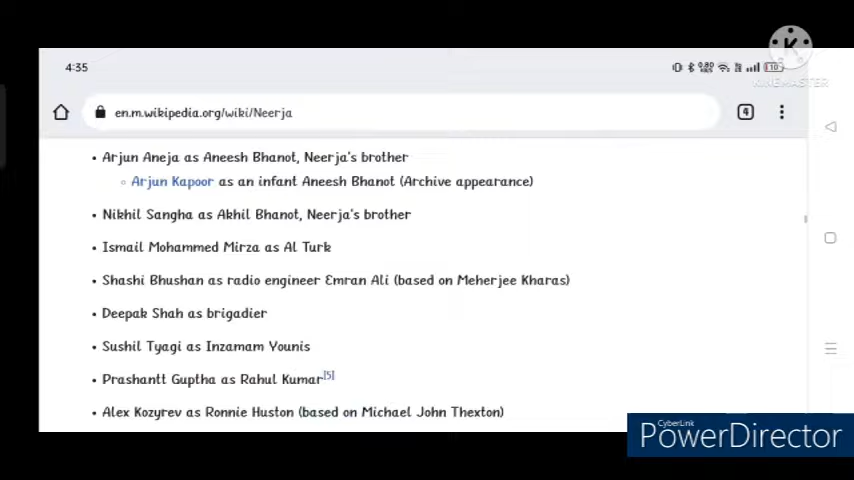 4:35
KINEMASTER
en.m.wikipedia.org/wiki/Neerja
4
• Arjun Aneja as Aneesh Bhanot, Neerja's brother
◦ Arjun Kapoor as an infant Aneesh Bhanot (Archive appearance)
• Nikhil Sangha as Akhil Bhanot, Neerja's brother
• Ismail Mohammed Mirza as Al Turk
• Shashi Bhushan as radio engineer Emran Ali (based on Meherjee Kharas)
• Deepak Shah as brigadier
• Sushil Tyagi as Inzamam Younis
• Prashantt Guptha as Rahul Kumar[5]
• Alex Kozyrev as Ronnie Huston (based on Michael John Thexton)
CyberLink
PowerDirector